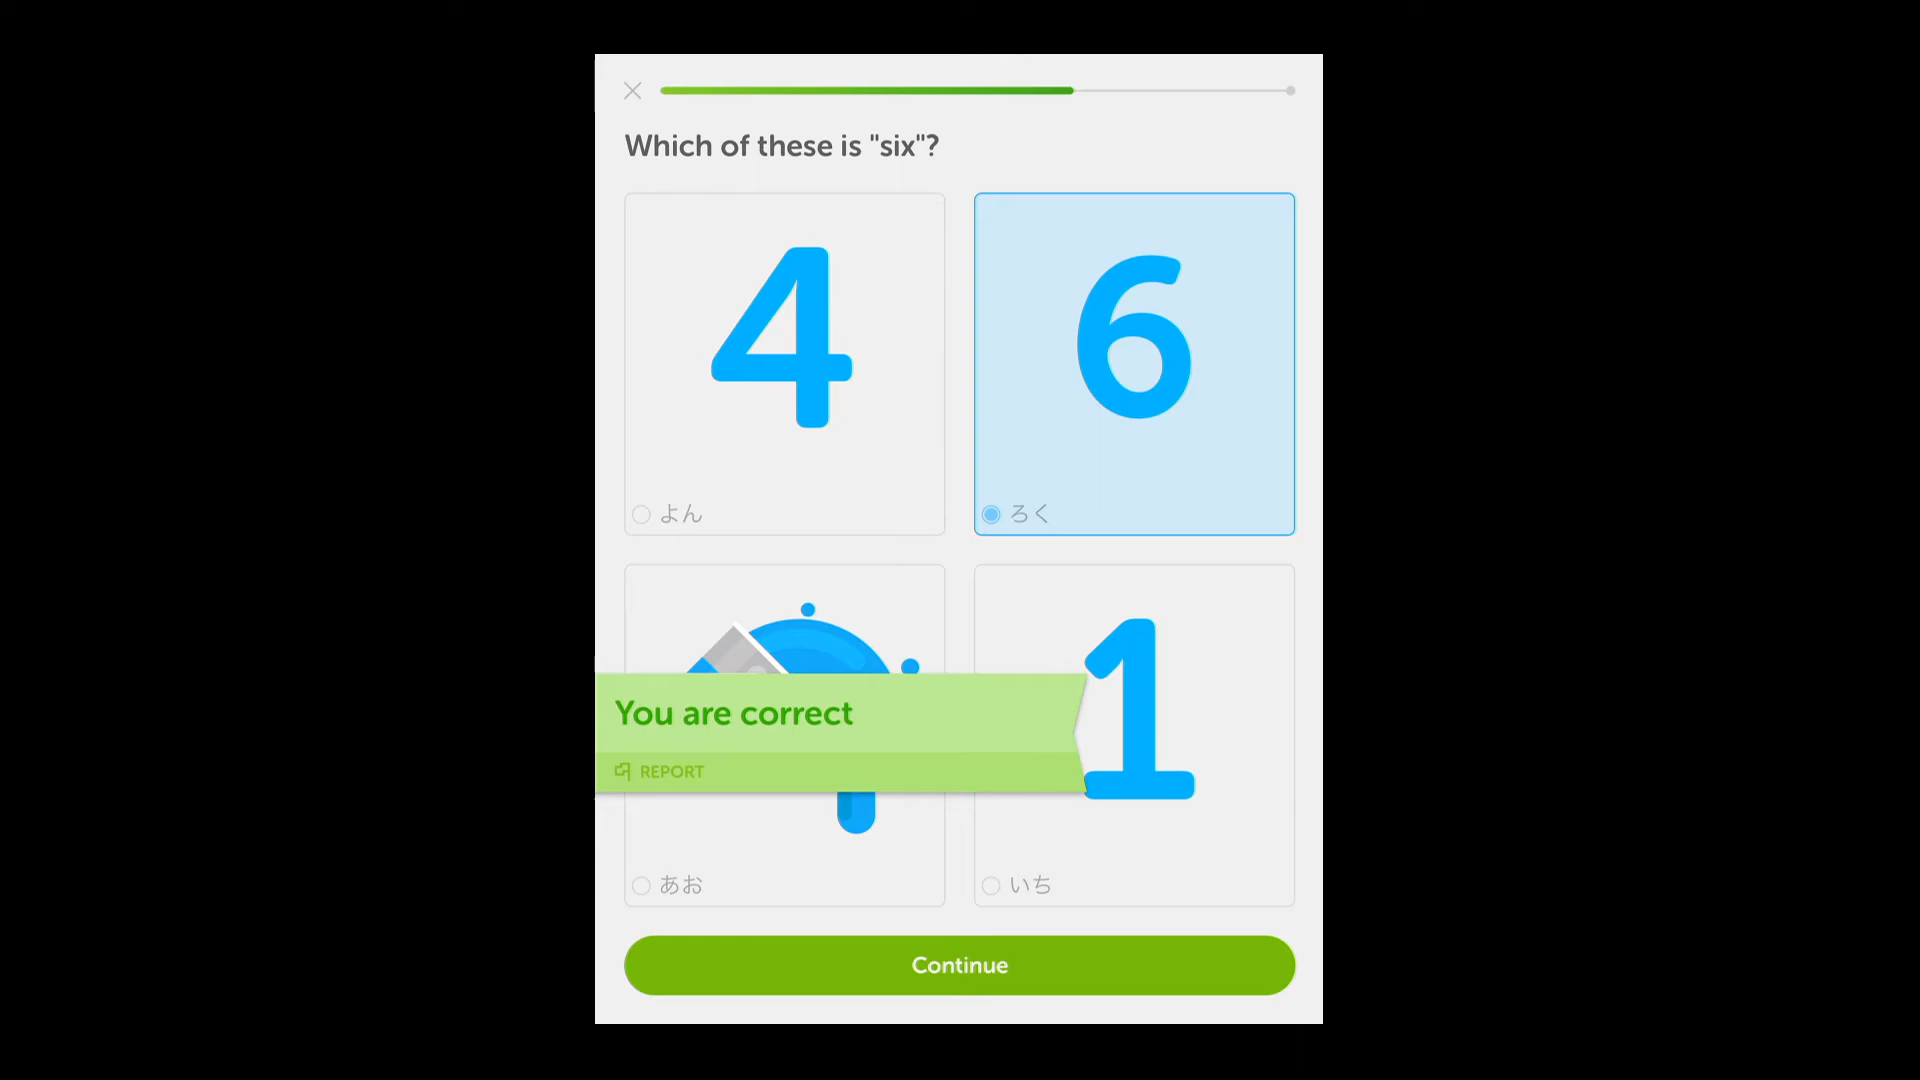 Which of these is "six"?
4
6
よん
ろく
1
You are correct
REPORT
あお
いち
Continue